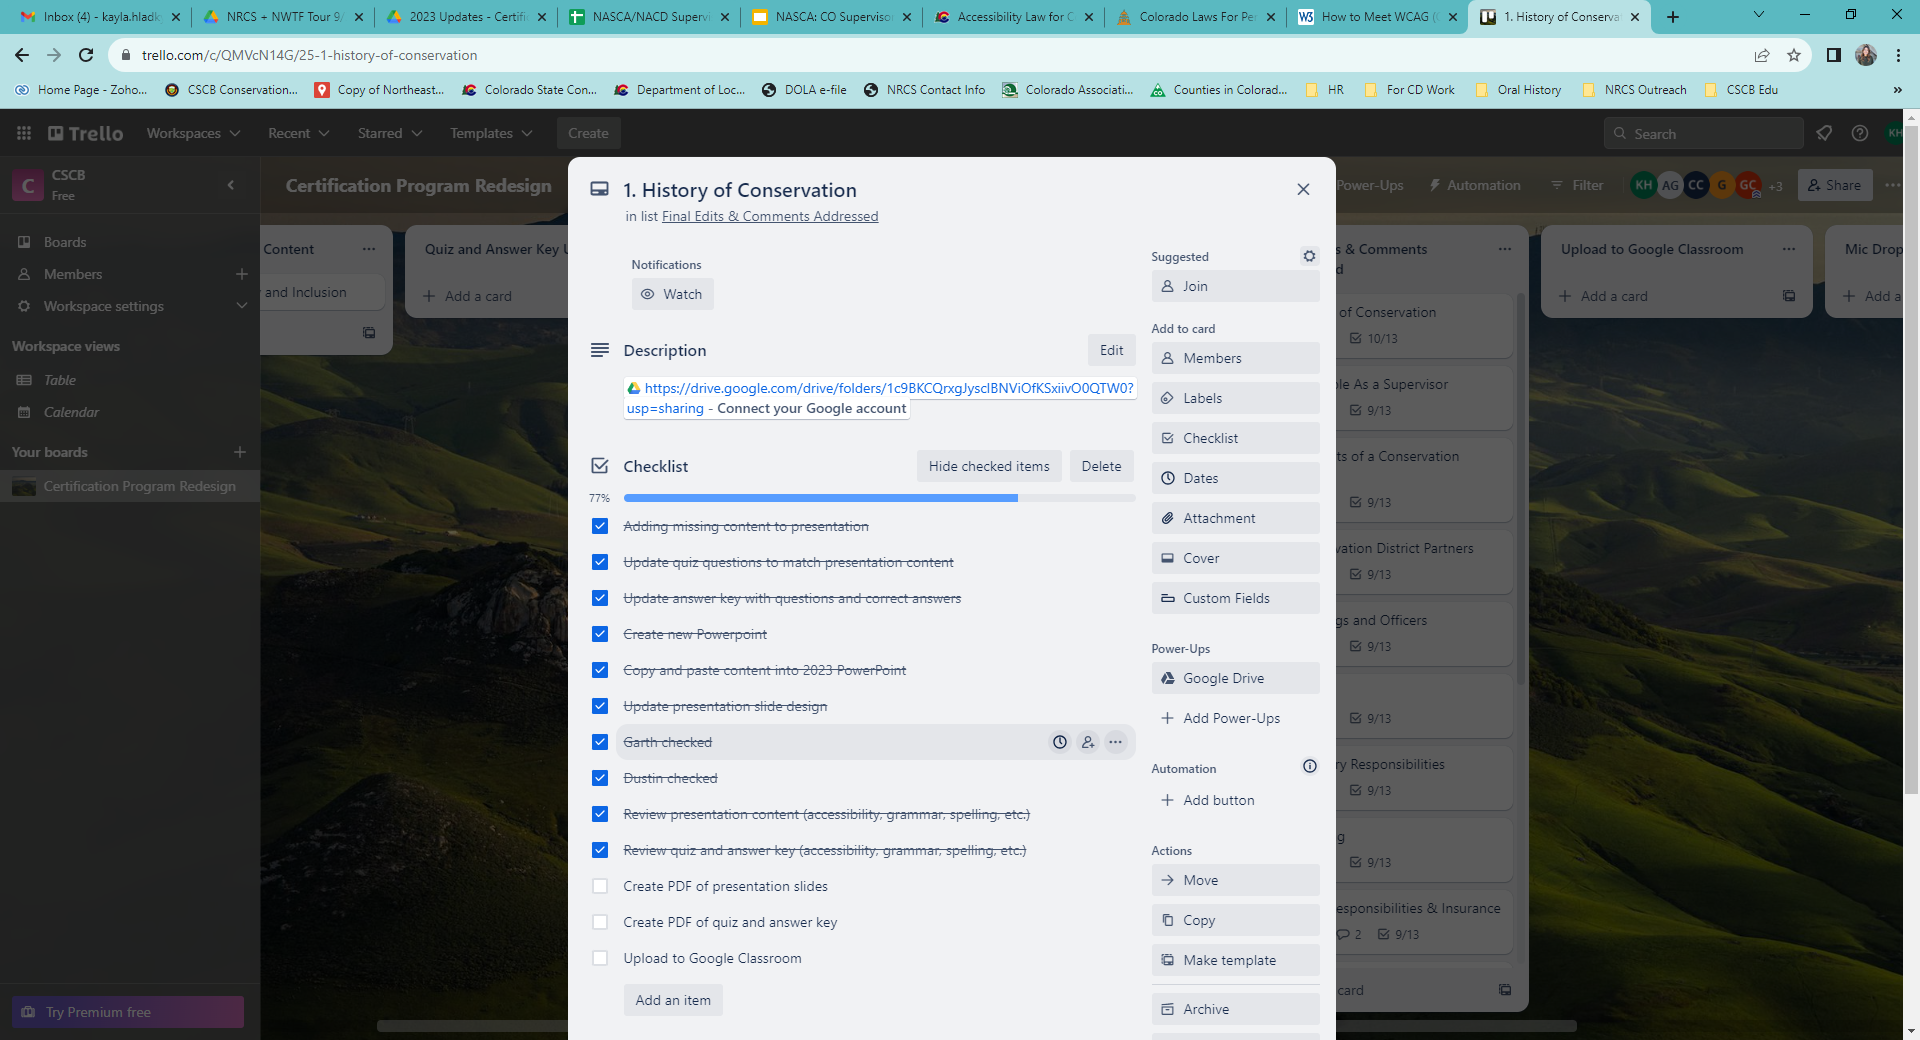 Inbox (4) - kayla.hladk
NRCS + NWTF Tour 9/
2023 Updates - Certifi
NASCA/NACD Supervi
NASCA: CO Supervisor
Accessibility Law for C
Colorado Laws For Per
How to Meet WCAG (
1. History of Conserva
trello.com/c/QMVcN14G/25-1-history-of-conservation
Home Page - Zoho...
CSCB Conservation...
Copy of Northeast...
Colorado State Con...
Department of Loc...
DOLA e-file
NRCS Contact Info
Colorado Associati...
Counties in Colorad...
HR
For CD Work
Oral History
NRCS Outreach
CSCB Edu
»
Trello
Workspaces
Recent
Starred
Templates
Create
Search
KH
C
CSCB
Free
Certification Program Redesign
Power-Ups
Automation
Filter
KH
AG
CC
G
GC
+3
Share
Boards
Members
Workspace settings
Workspace views
Table
Calendar
Your boards
Certification Program Redesign
Try Premium free
Content
and Inclusion
Quiz and Answer Key U
+ Add a card
1. History of Conservation
in list Final Edits & Comments Addressed
Notifications
Watch
Description
Edit
https://drive.google.com/drive/folders/1c9BKCQrxgJysclBNViOfKSxiivO0QTW0?
usp=sharing - Connect your Google account
Checklist
Hide checked items
Delete
77%
Adding missing content to presentation
Update quiz questions to match presentation content
Update answer key with questions and correct answers
Create new Powerpoint
Copy and paste content into 2023 PowerPoint
Update presentation slide design
Garth checked
Dustin checked
Review presentation content (accessibility, grammar, spelling, etc.)
Review quiz and answer key (accessibility, grammar, spelling, etc.)
Create PDF of presentation slides
Create PDF of quiz and answer key
Upload to Google Classroom
Add an item
Suggested
Join
Add to card
Members
Labels
Checklist
Dates
Attachment
Cover
Custom Fields
Power-Ups
Google Drive
+ Add Power-Ups
Automation
+ Add button
Actions
Move
Copy
Make template
Archive
s & Comments
d
of Conservation
10/13
le As a Supervisor
9/13
ts of a Conservation
9/13
vation District Partners
9/13
gs and Officers
9/13
9/13
ry Responsibilities
9/13
g
9/13
esponsibilities & Insurance
2
9/13
card
Upload to Google Classroom
+ Add a card
Mic Drop
+ Add a